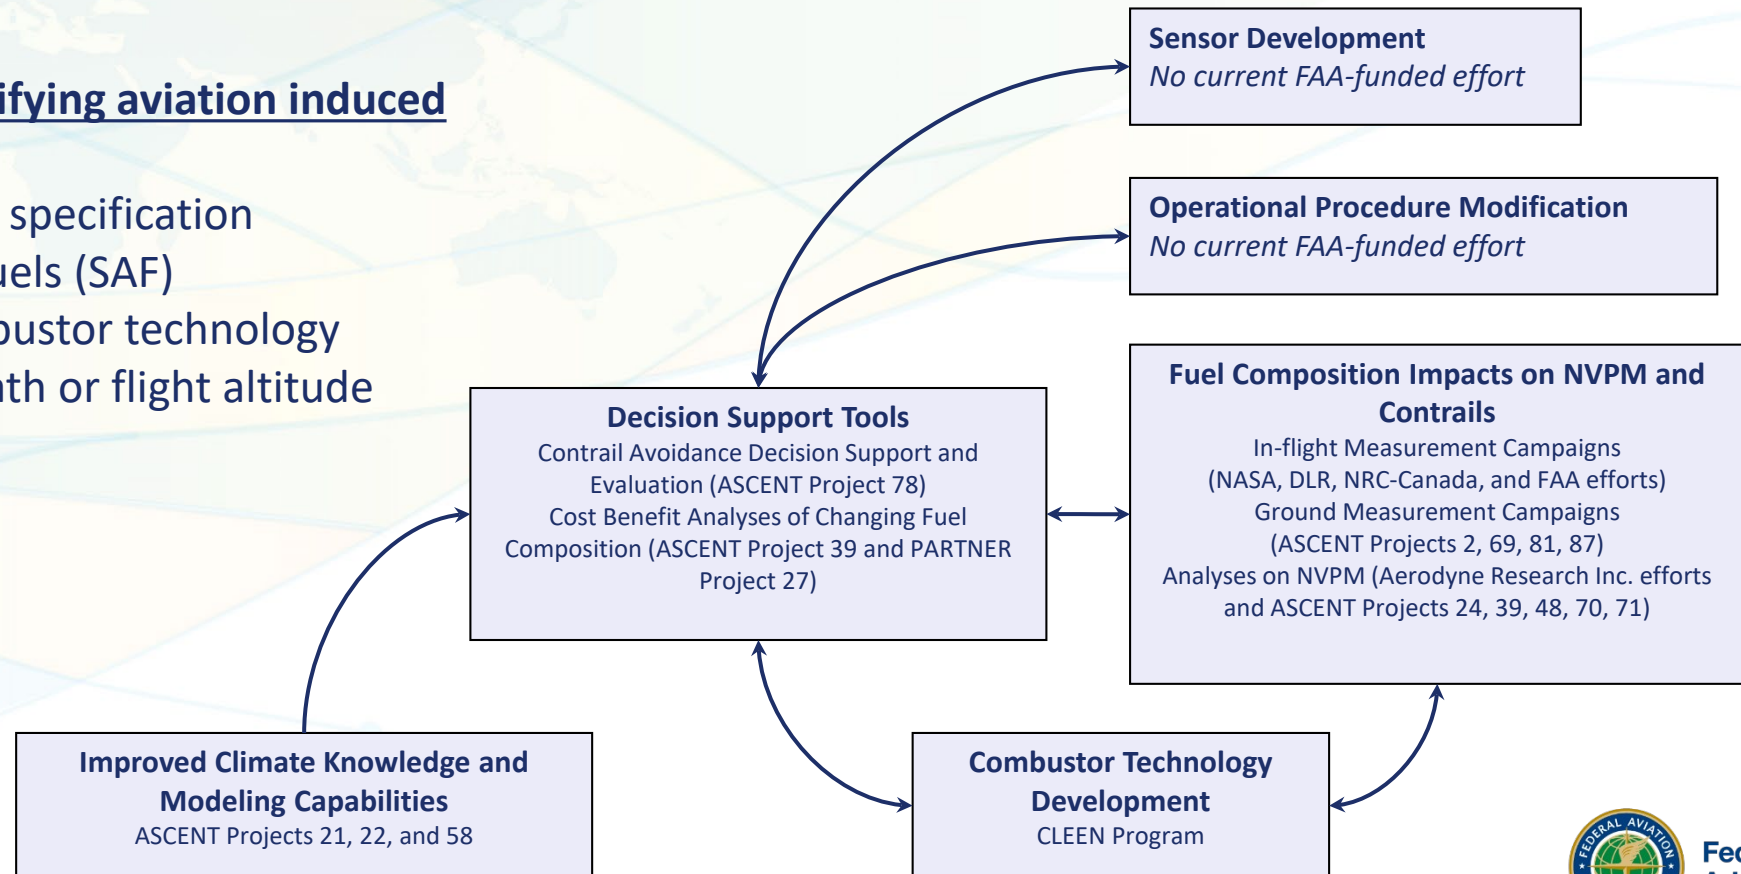 ifying aviation induced
specification
uels (SAF)
bustor technology
th or flight altitude
Sensor Development
No current FAA-funded effort
Operational Procedure Modification
No current FAA-funded effort
Decision Support Tools
Contrail Avoidance Decision Support and
Evaluation (ASCENT Project 78)
Cost Benefit Analyses of Changing Fuel
Composition (ASCENT Project 39 and PARTNER
Project 27)
Fuel Composition Impacts on NVPM and
Contrails
In-flight Measurement Campaigns
(NASA, DLR, NRC-Canada, and FAA efforts)
Ground Measurement Campaigns
(ASCENT Projects 2, 69, 81, 87)
Analyses on NVPM (Aerodyne Research Inc. efforts
and ASCENT Projects 24, 39, 48, 70, 71)
Improved Climate Knowledge and
Modeling Capabilities
ASCENT Projects 21, 22, and 58
Combustor Technology
Development
CLEEN Program
FEDERAL AVIATION
Fed